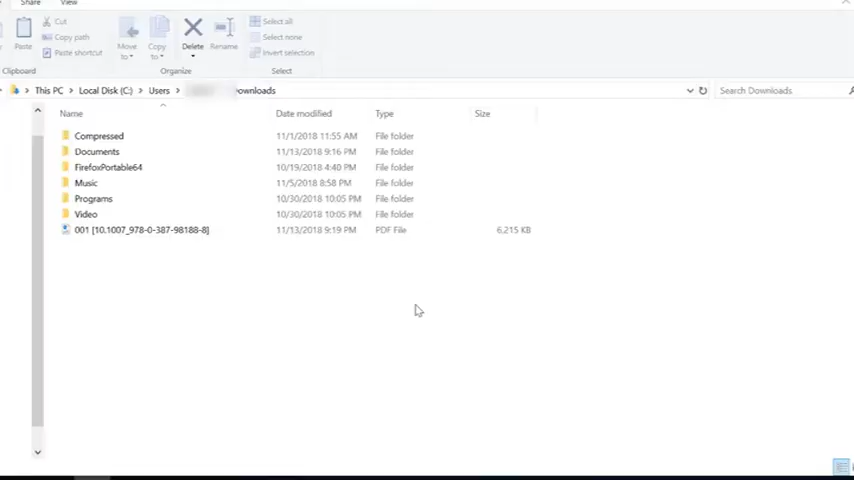 Share View
Paste Cut Copy path Paste shortcut
Move to Copy to Delete Rename
Select all Select none Invert selection
Clipboard Organize Select
This PC Local Disk (C:) Users ownloads Search Downloads
Name Date modified Type Size
Compressed 11/1/2018 11:55 AM File folder
Documents 11/13/2018 9:16 PM File folder
FirefoxPortable64 10/19/2018 4:40 PM File folder
Music 11/5/2018 8:58 PM File folder
Programs 10/30/2018 10:05 PM File folder
Video 10/30/2018 10:05 PM File folder
001 [10.1007_978-0-387-98188-8] 11/13/2018 9:19 PM PDF File 6,215 KB